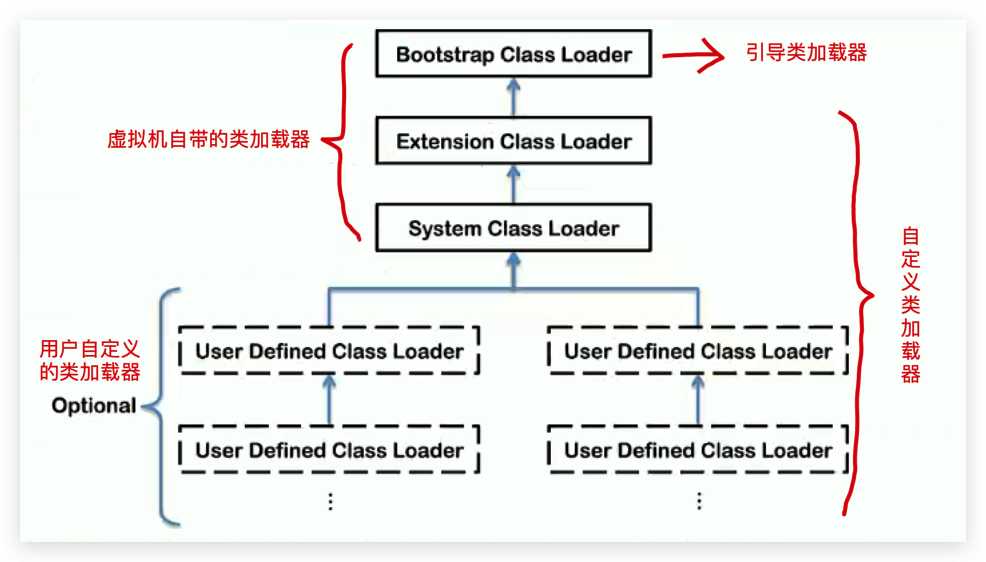 Bootstrap Class Loader
引导类加载器
虚拟机自带的类加载器
Extension Class Loader
System Class Loader
自定义类加载器
用户自定义
的类加载器
Optional
User Defined Class Loader
User Defined Class Loader
User Defined Class Loader
User Defined Class Loader
⋮
⋮